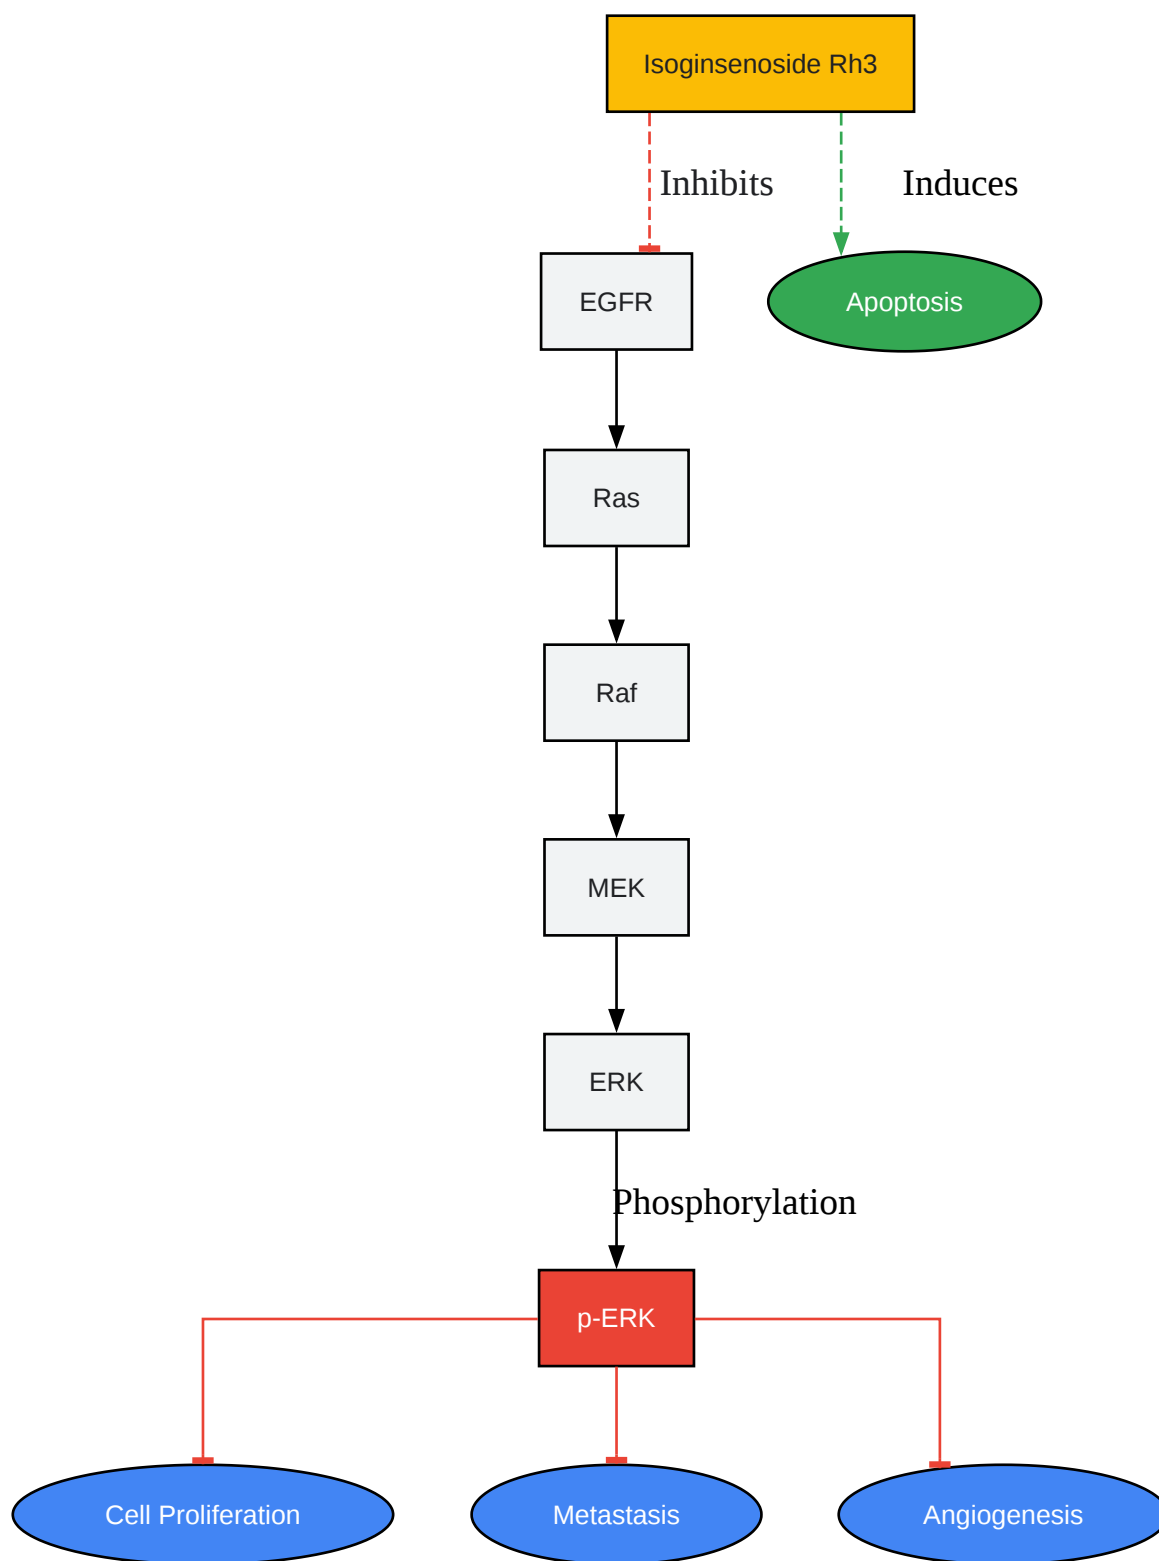 Isoginsenoside Rh3
Inhibits
Induces
EGFR
Apoptosis
Ras
Raf
MEK
ERK
Phosphorylation
p-ERK
Cell Proliferation
Metastasis
Angiogenesis